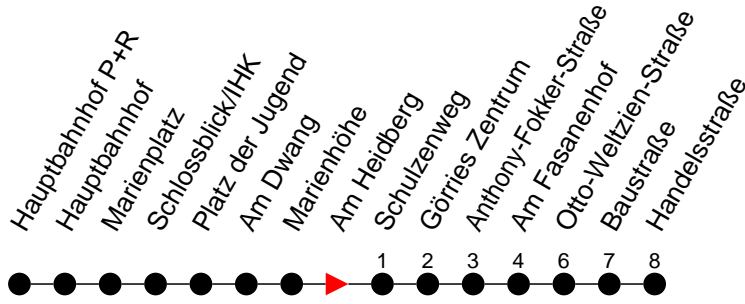 Hauptbahnhof P+R
Hauptbahnhof
Marienplatz
Schlossblick/IHK
Platz der Jugend
Am Dwang
Marienhöhe
Am Heidberg
Schulzenweg
Görries Zentrum
Anthony-Fokker-Straße
Am Fasanenhof
Otto-Weltzien-Straße
Baustraße
Handelsstraße
1 2 3 4 6 7 8